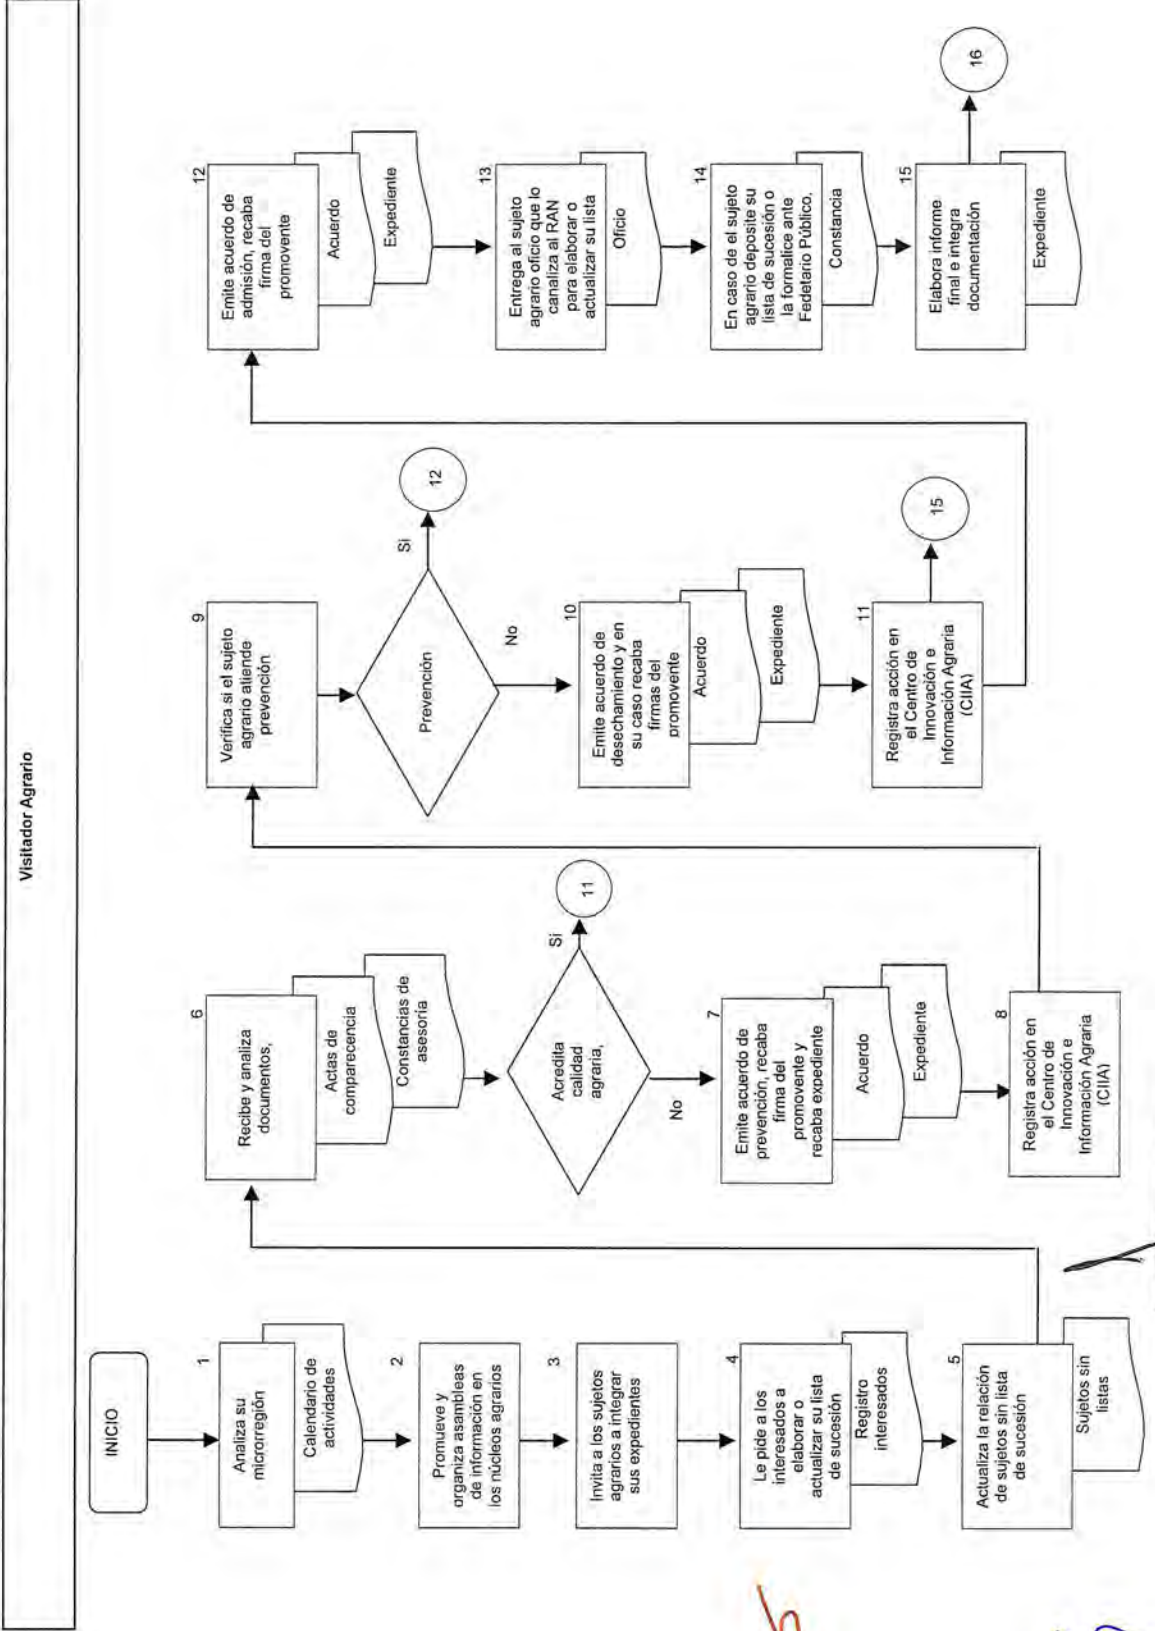 Visitador Agrario
INICIO
1
Analiza su
microrregión
Calendario de
actividades
2
Promueve y
organiza asambleas
de información en
los núcleos agrarios
3
Invita a los sujetos
agrarios a integrar
sus expedientes
4
Le pide a los
interesados a
elaborar o
actualizar su lista
de sucesión
Registro
interesados
5
Actualiza la relación
de sujetos sin lista
de sucesión
Sujetos sin
listas
6
Recibe y analiza
documentos,
Actas de
comparecencia
Constancias de
asesoría
Acredita
calidad
agraria,
Si
11
No
7
Emite acuerdo de
prevención, recaba
firma del
promovente y
recaba expediente
Acuerdo
Expediente
8
Registra acción en
el Centro de
Innovación e
Información Agraria
(CIIA)
9
Verifica si el sujeto
agrario atiende
prevención
Prevención
Si
12
No
10
Emite acuerdo de
desechamiento y en
su caso recaba
firmas del
promovente
Acuerdo
Expediente
11
Registra acción en
el Centro de
Innovación e
Información Agraria
(CIIA)
15
12
Emite acuerdo de
admisión, recaba
firma del
promovente
Acuerdo
Expediente
13
Entrega al sujeto
agrario oficio que lo
canaliza al RAN
para elaborar o
actualizar su lista
Oficio
14
En caso de el sujeto
agrario deposite su
lista de sucesión o
la formalice ante
Fedetario Público,
Constancia
15
Elabora informe
final e integra
documentación
Expediente
16